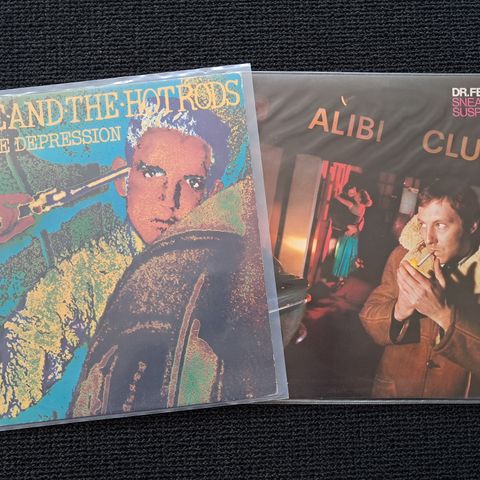 E AND THE HOT RODS
E DEPRESSION
DR.FE
SNEA
SUSP
ALIBI CLU